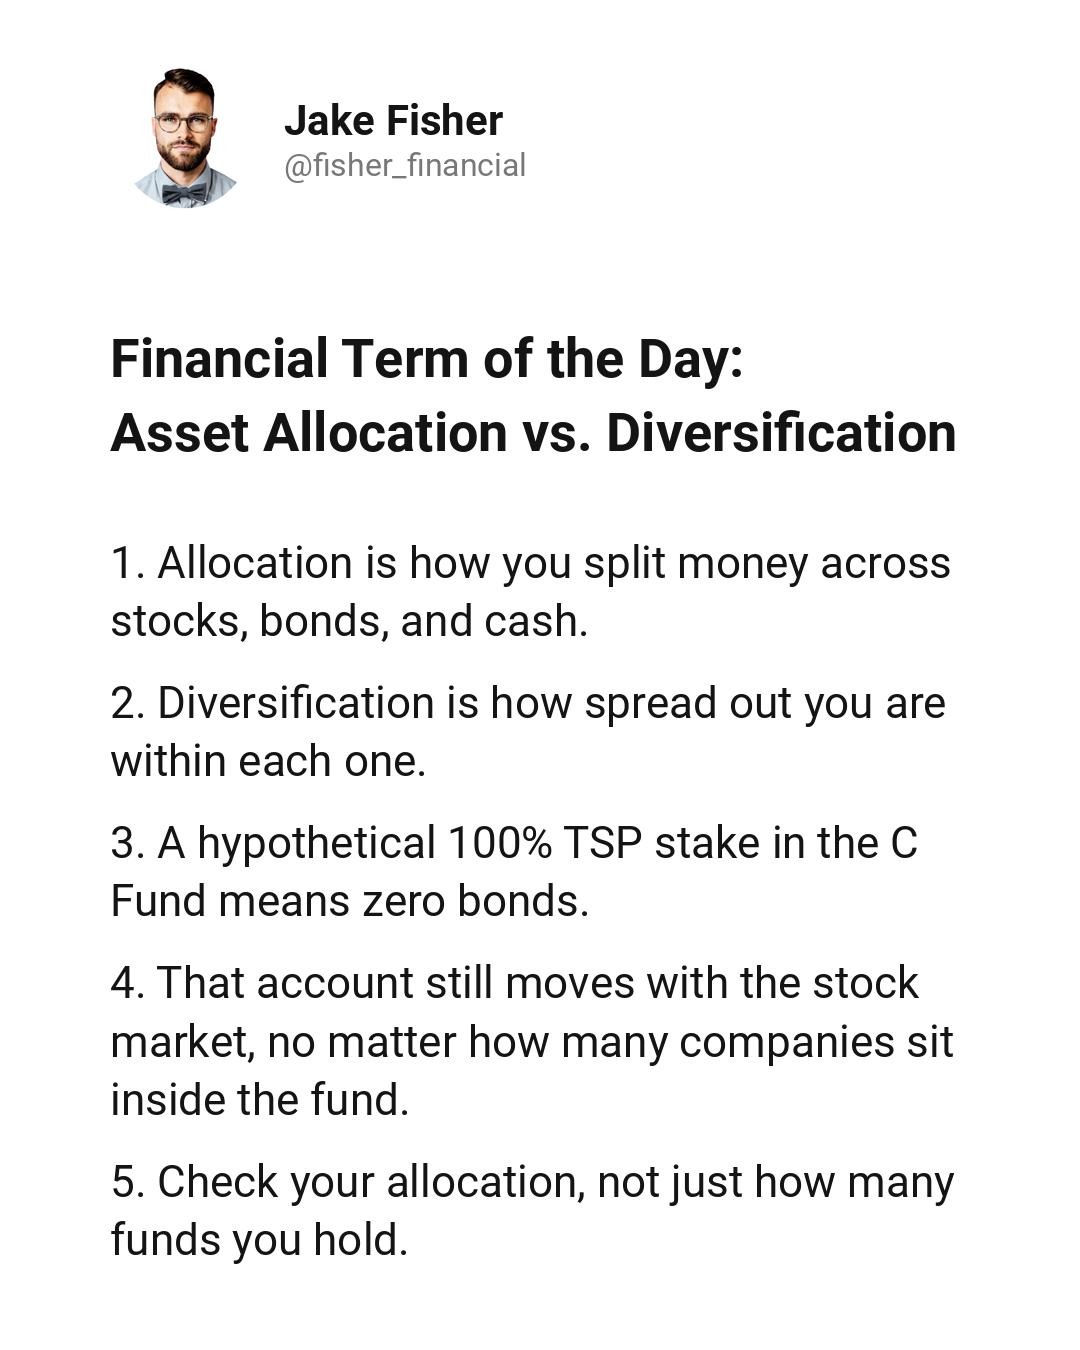 Jake Fisher
@fisher_financial
Financial Term of the Day:
Asset Allocation vs. Diversification
1. Allocation is how you split money across
stocks, bonds, and cash.
2. Diversification is how spread out you are
within each one.
3. A hypothetical 100% TSP stake in the C
Fund means zero bonds.
4. That account still moves with the stock
market, no matter how many companies sit
inside the fund.
5. Check your allocation, not just how many
funds you hold.